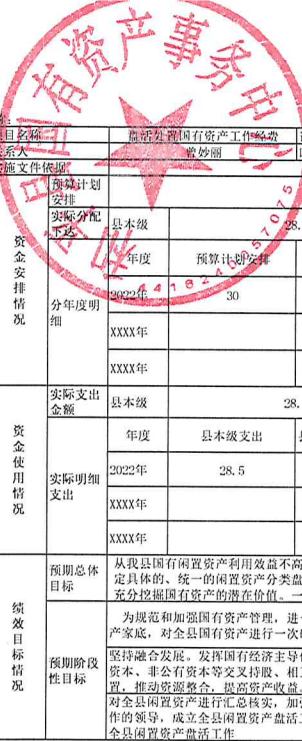 国有资产事务中心
项目名称 盘活处置国有资产工作经费
联系人 曾妙丽
实施文件依据
资金安排情况
预算计划安排
实际分配下达 县本级 28.
分年度明细 年度 预算计划安排
2022年 30
XXXX年
XXXX年
资金使用情况
实际支出金额 县本级 28.
实际明细支出 年度 县本级支出
2022年 28.5
XXXX年
XXXX年
绩效目标情况
预期总体目标
从我县国有闲置资产利用效益不高
定具体的、统一的闲置资产分类盘
充分挖掘国有资产的潜在价值。一
预期阶段性目标
为规范和加强国有资产管理，进
产家底，对全县国有资产进行一次
坚持融合发展。发挥国有经济主导
资本、非公有资本等交叉持股、相
置，推动资源整合，提高资产收益
对全县闲置资产进行汇总核实，加
作的领导，成立全县闲置资产盘活
全县闲置资产盘活工作